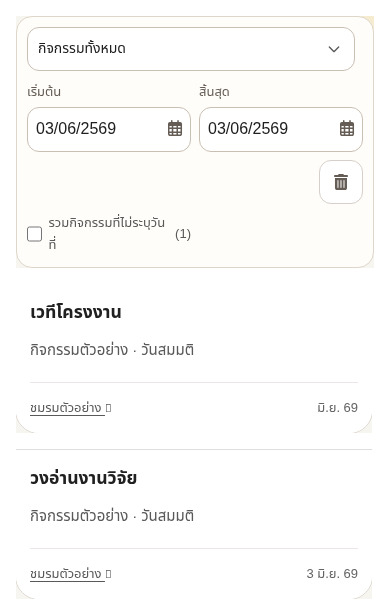 กิจกรรมทั้งหมด
เริ่มต้น สิ้นสุด
03/06/2569 03/06/2569
รวมกิจกรรมที่ไม่ระบุวัน
ที่ (1)
เวทีโครงงาน
กิจกรรมตัวอย่าง · วันสมมติ
ชมรมตัวอย่าง มิ.ย. 69
วงอ่านงานวิจัย
กิจกรรมตัวอย่าง · วันสมมติ
ชมรมตัวอย่าง 3 มิ.ย. 69